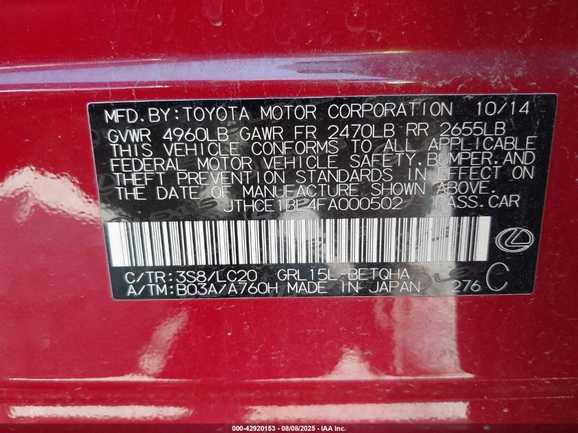 MFD.BY:TOYOTA MOTOR CORPORATION 10/14
GVWR 4960LB GAWR FR 2470LB RR 2655LB
THIS VEHICLE CONFORMS TO ALL APPLICABLE
FEDERAL MOTOR VEHICLE SAFETY,BUMPER,AND
THEFT PREVENTION STANDARDS IN EFFECT ON
THE DATE OF MANUFACTURE SHOWN ABOVE.
JTHCE1BL4FA000502 PASS.CAR
C/TR:3S8/LC20 GRL15L-BETQHA
A/TM:B03A/A760H MADE IN JAPAN 276 C
000-42920153 - 08/08/2025 - IAA Inc.